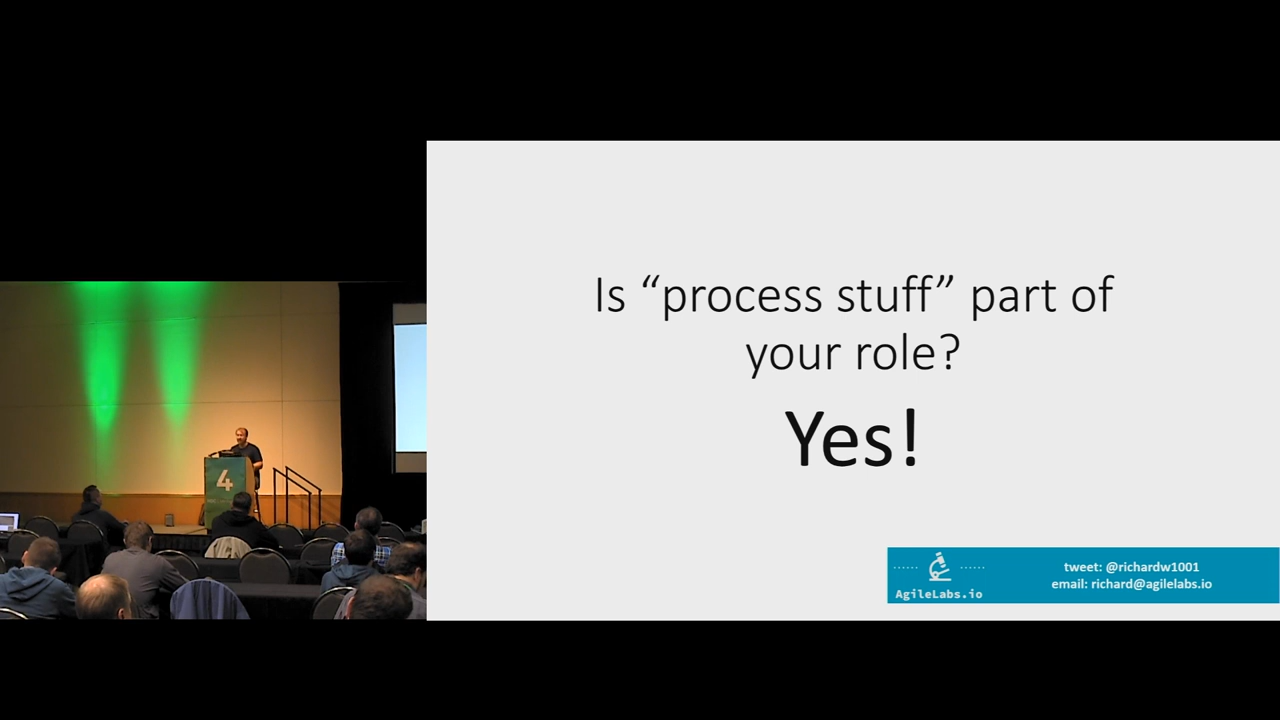 4
Is “process stuff” part of
your role?
Yes!
AgileLabs.io
tweet: @richardw1001
email: richard@agilelabs.io